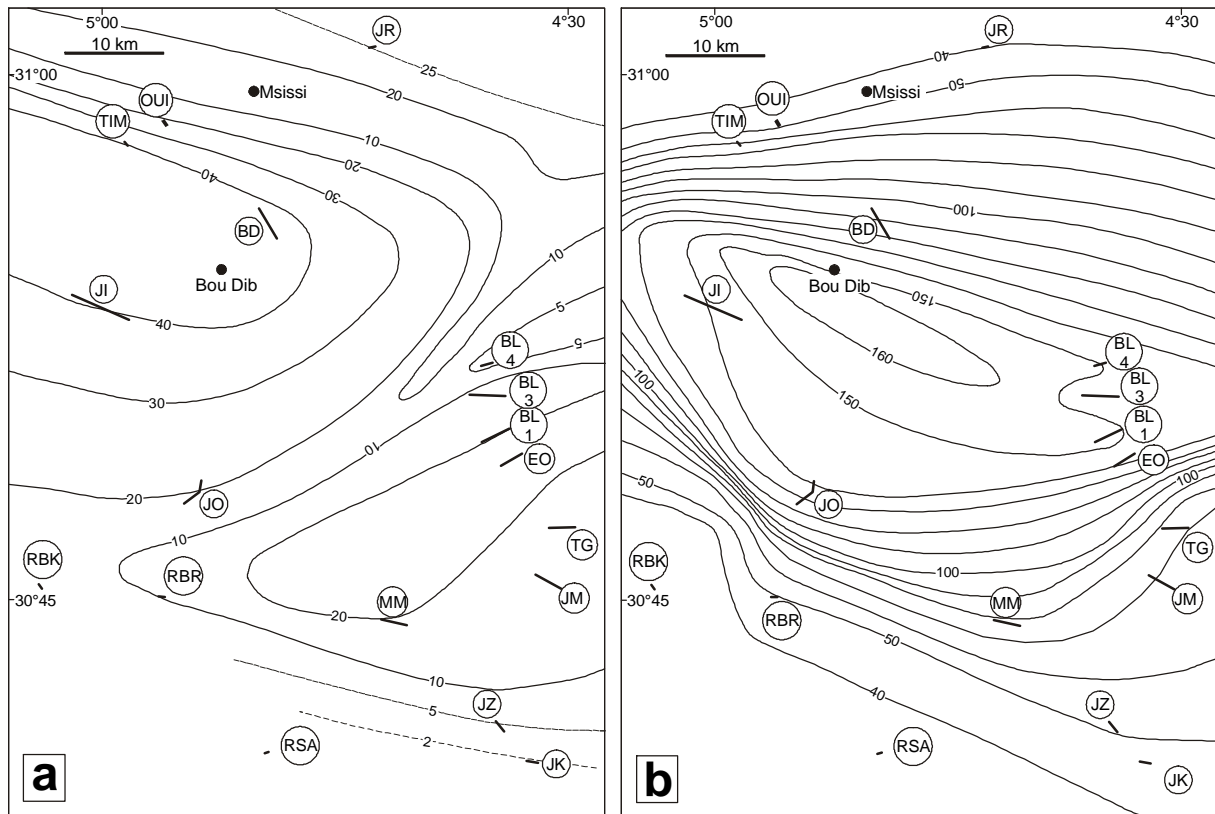 5°00
4°30
10 km
JR
25
31°00
OUI
Msissi
20
TIM
10
20
30
40
BD
10
Bou Dib
JI
5
40
5
BL
4
BL
3
30
BL
1
10
EO
20
JO
10
TG
RBK
RBR
JM
30°45
MM
20
10
JZ
5
RSA
2
JK
a
5°00
4°30
10 km
JR
40
31°00
Msissi
50
OUI
TIM
100
BD
Bou Dib
JI
150
BL
4
160
100
BL
3
150
BL
1
EO
50
JO
100
TG
RBK
100
JM
30°45
MM
RBR
50
40
JZ
RSA
JK
b